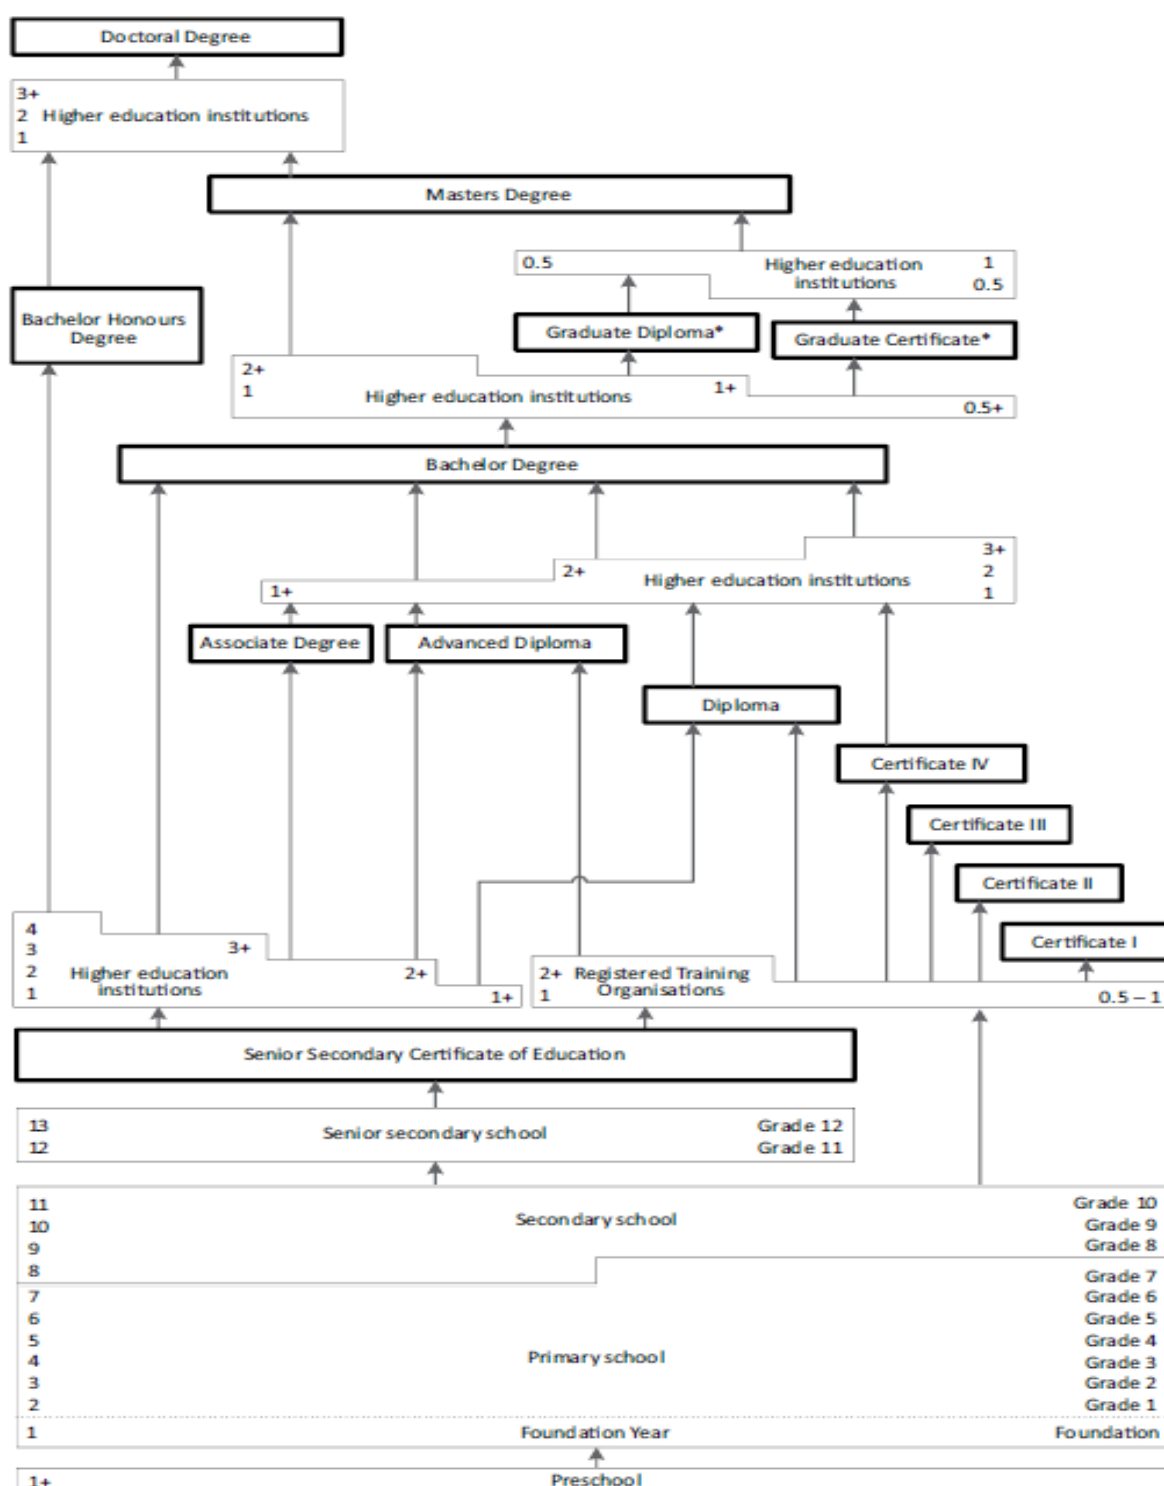 Doctoral Degree
3+
2 Higher education institutions
1
Masters Degree
0.5
Higher education
institutions
1
0.5
Bachelor Honours
Degree
Graduate Diploma*
Graduate Certificate*
2+
1
Higher education institutions
1+
0.5+
Bachelor Degree
1+
2+
Higher education institutions
3+
2
1
Associate Degree
Advanced Diploma
Diploma
Certificate IV
Certificate III
Certificate II
Certificate I
4
3
2
1
Higher education
institutions
3+
2+
1+
2+ Registered Training
1 Organisations
0.5 – 1
Senior Secondary Certificate of Education
13
12
Senior secondary school
Grade 12
Grade 11
11
10
9
8
Secondary school
Grade 10
Grade 9
Grade 8
7
6
5
4
3
2
Primary school
Grade 7
Grade 6
Grade 5
Grade 4
Grade 3
Grade 2
Grade 1
1 Foundation Year Foundation
1+ Preschool